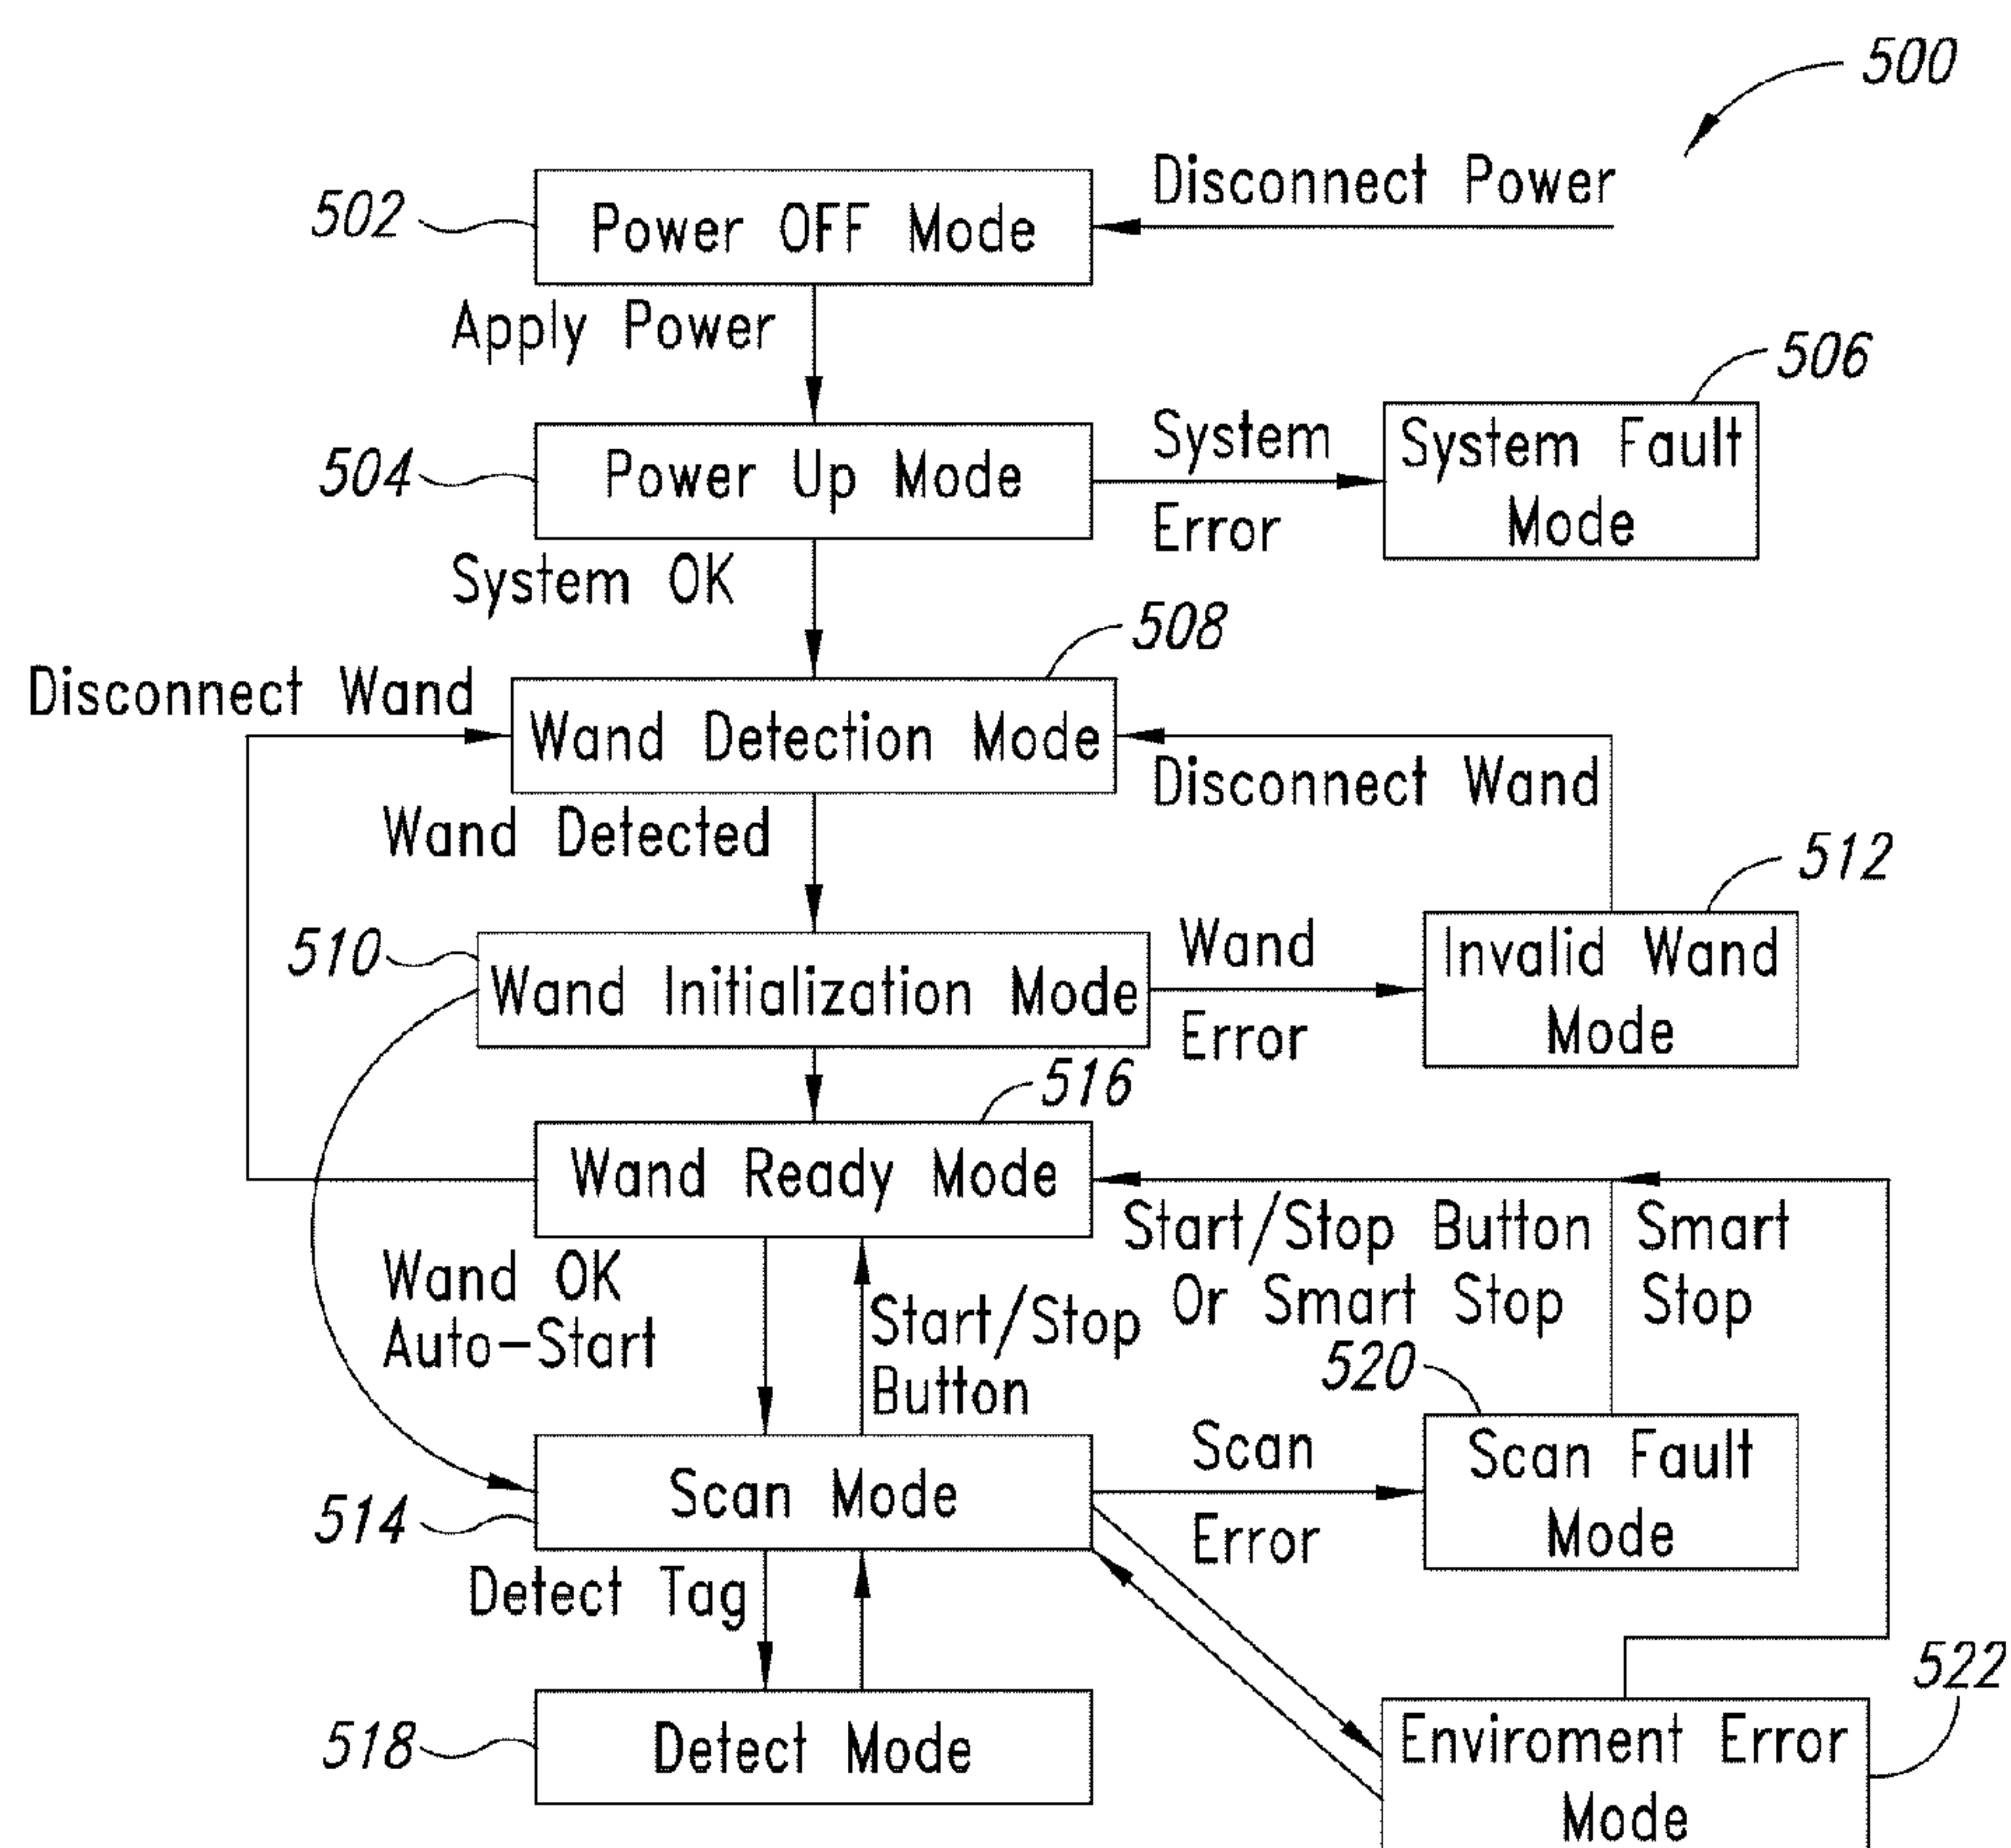 500
Disconnect Power
502
Power OFF Mode
Apply Power
506
504
Power Up Mode
System
Error
System Fault
Mode
System OK
508
Disconnect Wand
Wand Detection Mode
Disconnect Wand
Wand Detected
512
510
Wand Initialization Mode
Wand
Error
Invalid Wand
Mode
516
Wand Ready Mode
Start/Stop Button
Or Smart Stop
Smart
Stop
Wand OK
Auto-Start
Start/Stop
Button
520
514
Scan Mode
Scan
Error
Scan Fault
Mode
Detect Tag
522
518
Detect Mode
Enviroment Error
Mode